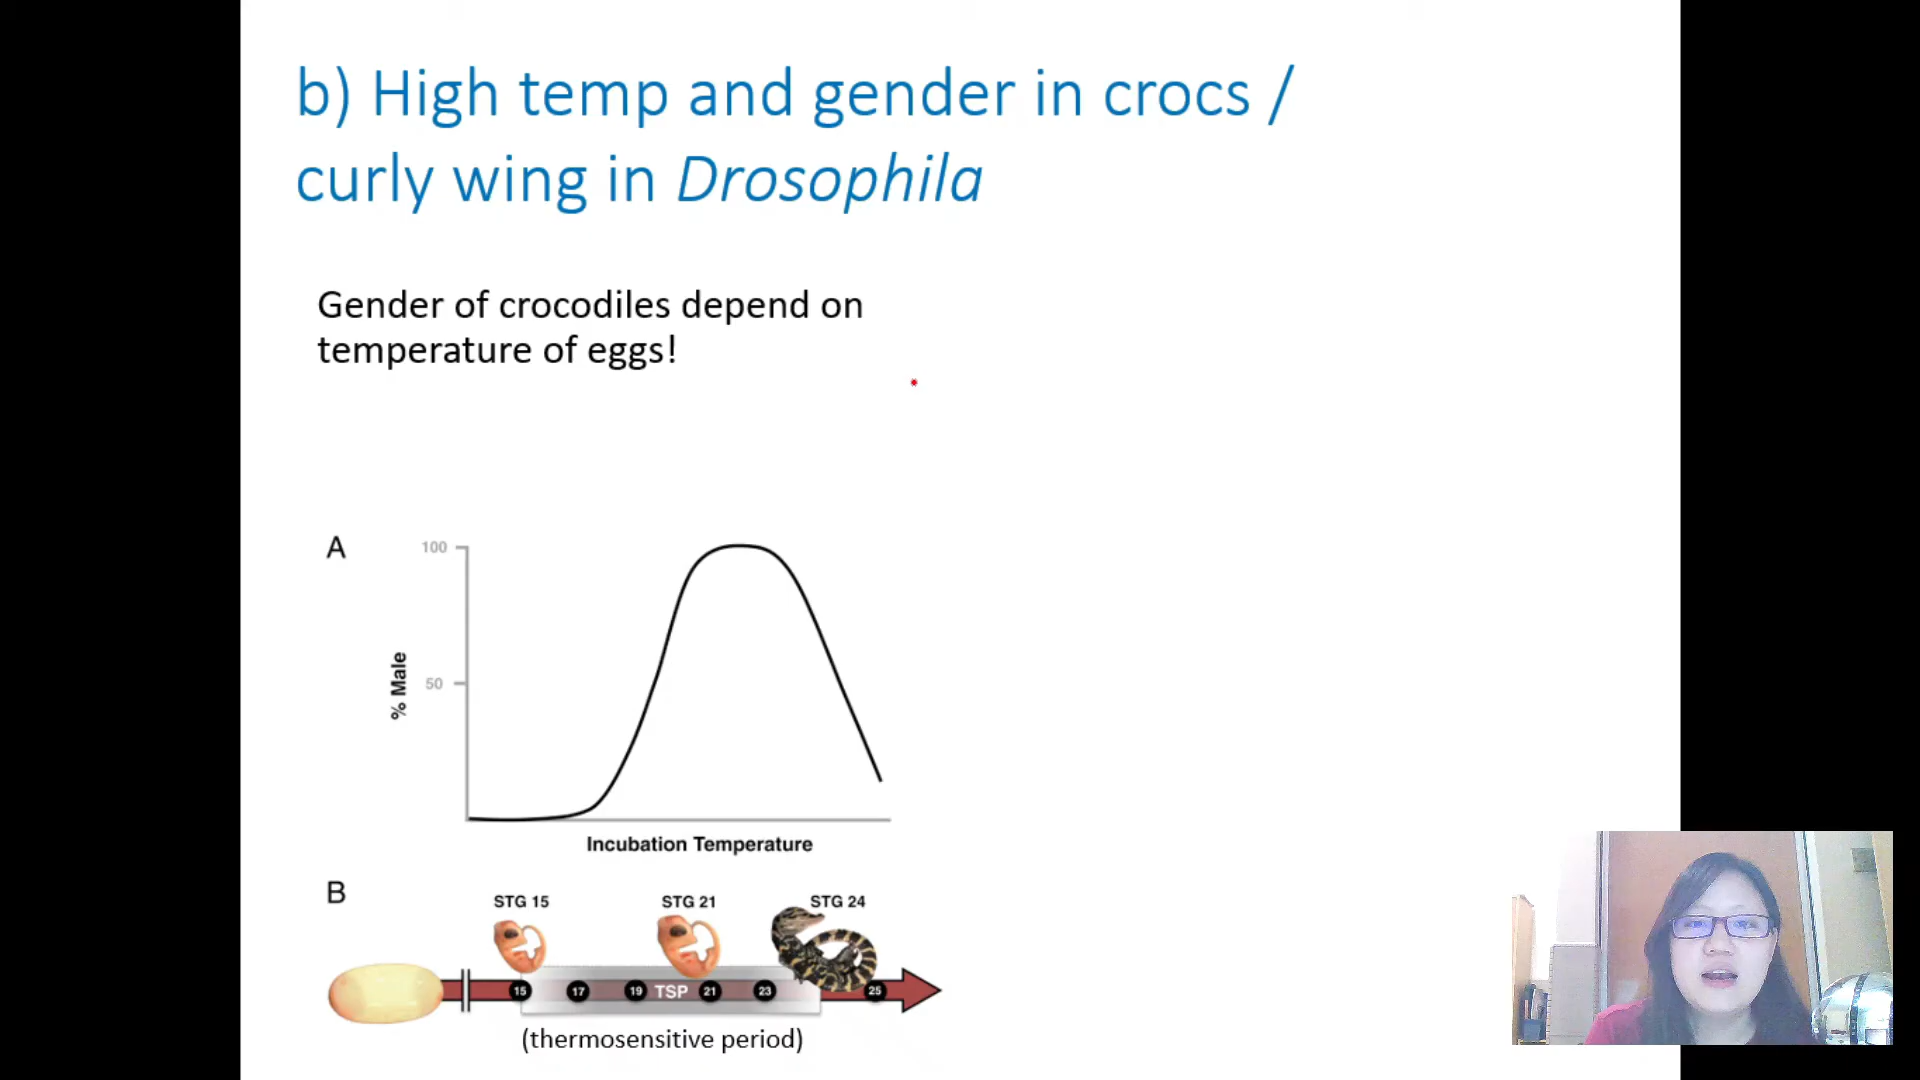 b) High temp and gender in crocs /
curly wing in Drosophila
Gender of crocodiles depend on
temperature of eggs!
A
100
50
% Male
Incubation Temperature
B
STG 15
STG 21
STG 24
15 17 19 TSP 21 23 25
(thermosensitive period)